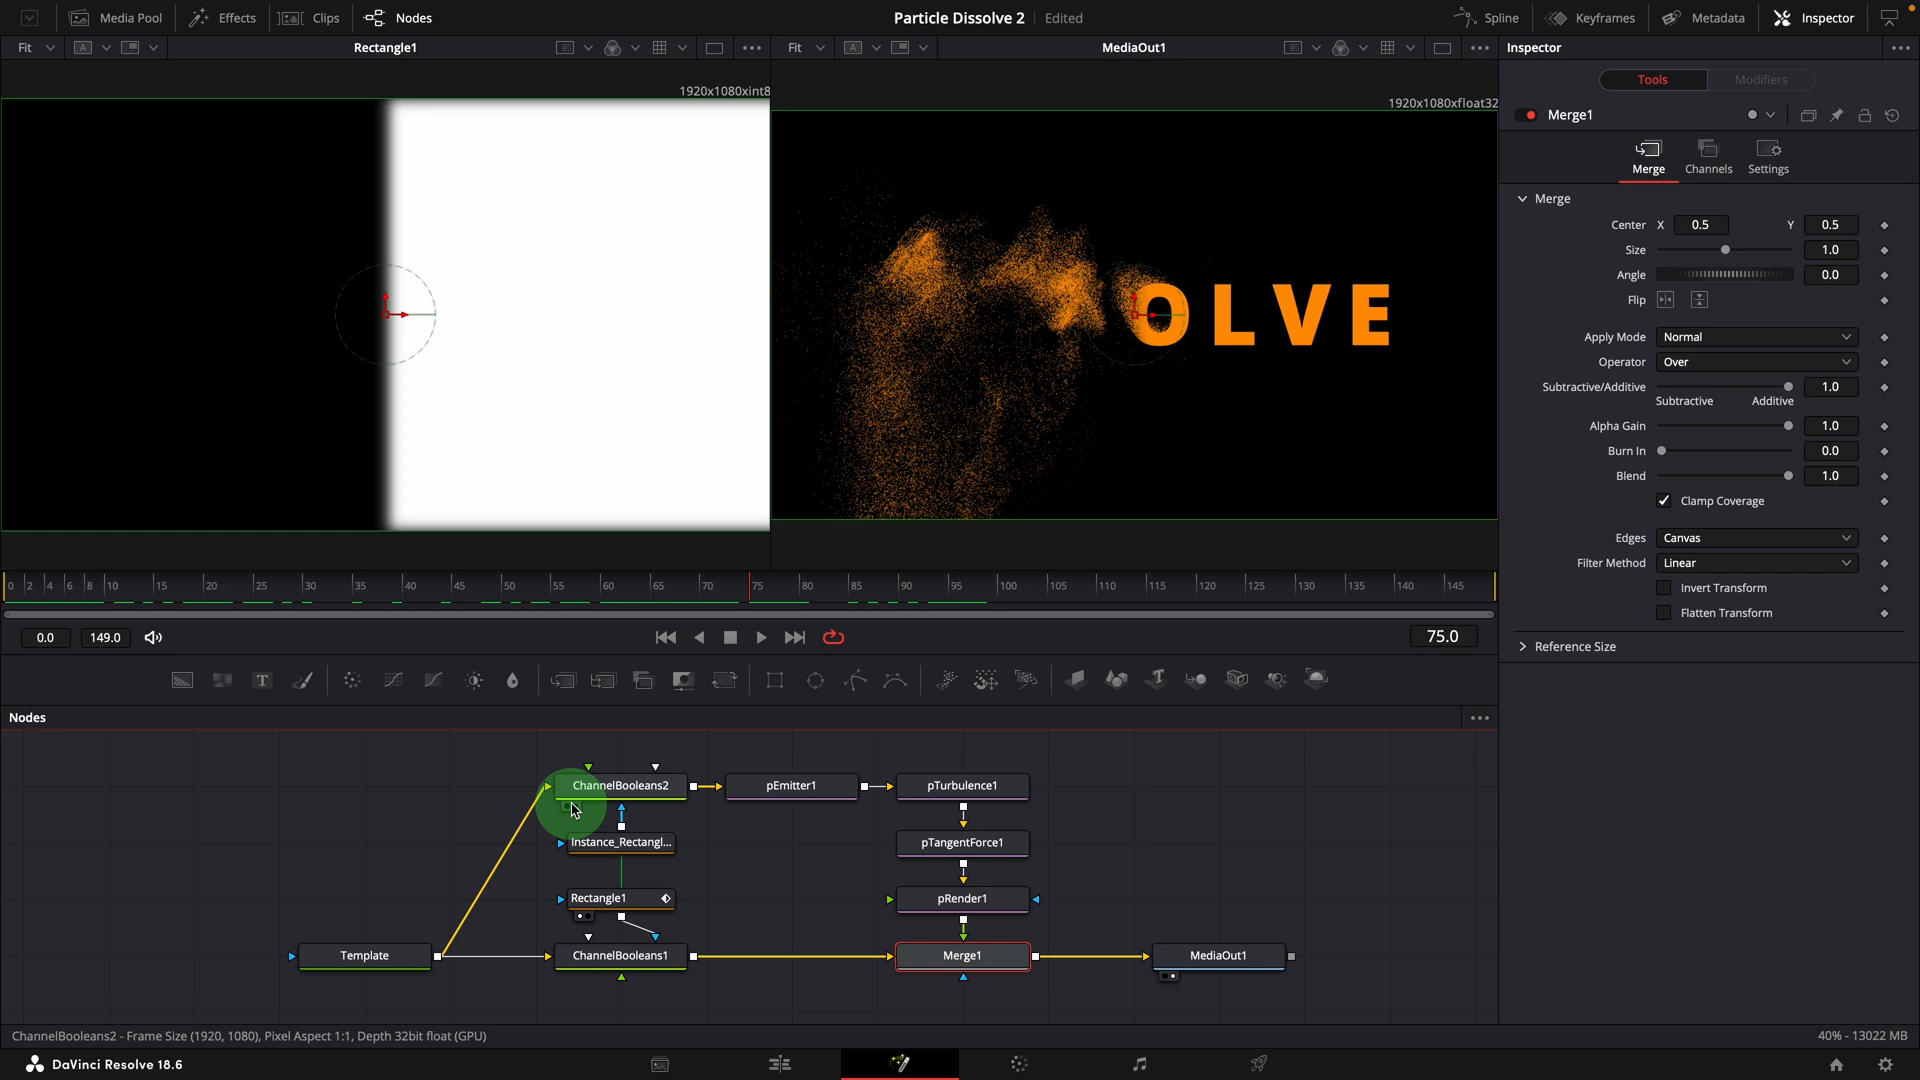 Media Pool
Effects
Clips
Nodes
Particle Dissolve 2
Edited
Spline
Keyframes
Metadata
Inspector
Fit
A
Rectangle1
Fit
A
MediaOut1
Inspector
1920x1080xint8
1920x1080xfloat32
OLVE
Tools
Modifiers
Merge1
Merge
Channels
Settings
Merge
Center X 0.5 Y 0.5
Size 1.0
Angle 0.0
Flip
Apply Mode Normal
Operator Over
Subtractive/Additive 1.0
Subtractive Additive
Alpha Gain 1.0
Burn In 0.0
Blend 1.0
Clamp Coverage
Edges Canvas
Filter Method Linear
Invert Transform
Flatten Transform
Reference Size
0 2 4 6 8 10 15 20 25 30 35 40 45 50 55 60 65 70 75 80 85 90 95 100 105 110 115 120 125 130 135 140 145
0.0 149.0 75.0
Nodes
ChannelBooleans2
pEmitter1
pTurbulence1
Instance_Rectangl...
pTangentForce1
Rectangle1
pRender1
Template
ChannelBooleans1
Merge1
MediaOut1
ChannelBooleans2 - Frame Size (1920, 1080), Pixel Aspect 1:1, Depth 32bit float (GPU)
40% - 13022 MB
DaVinci Resolve 18.6